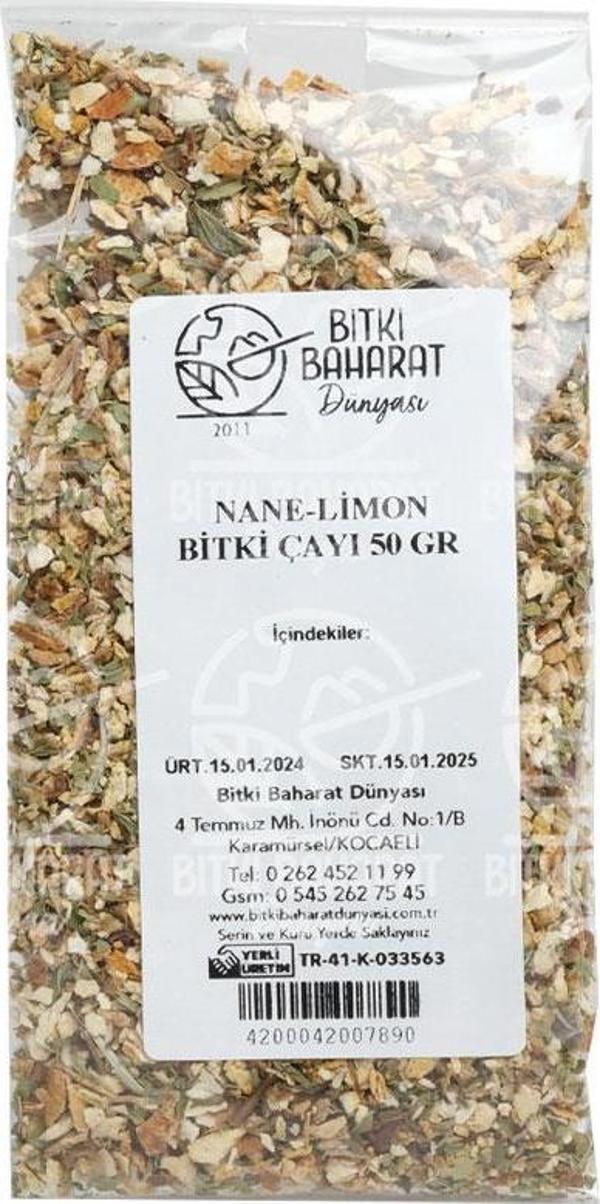 BİTKİ
BAHARAT
Dünyası
2011
NANE-LİMON
BİTKİ ÇAYI 50 GR
İçindekiler:
ÜRT.15.01.2024 SKT.15.01.2025
Bitki Baharat Dünyası
4 Temmuz Mh. İnönü Cd. No:1/B
Karamürsel/KOCAELİ
Tel: 0 262 452 11 99
Gsm: 0 545 262 75 45
www.bitkibaharatdunyasi.com.tr
Serin ve Kuru Yerde Saklayınız
YERLİ
ÜRETİM
TR-41-K-033563
4200042007890